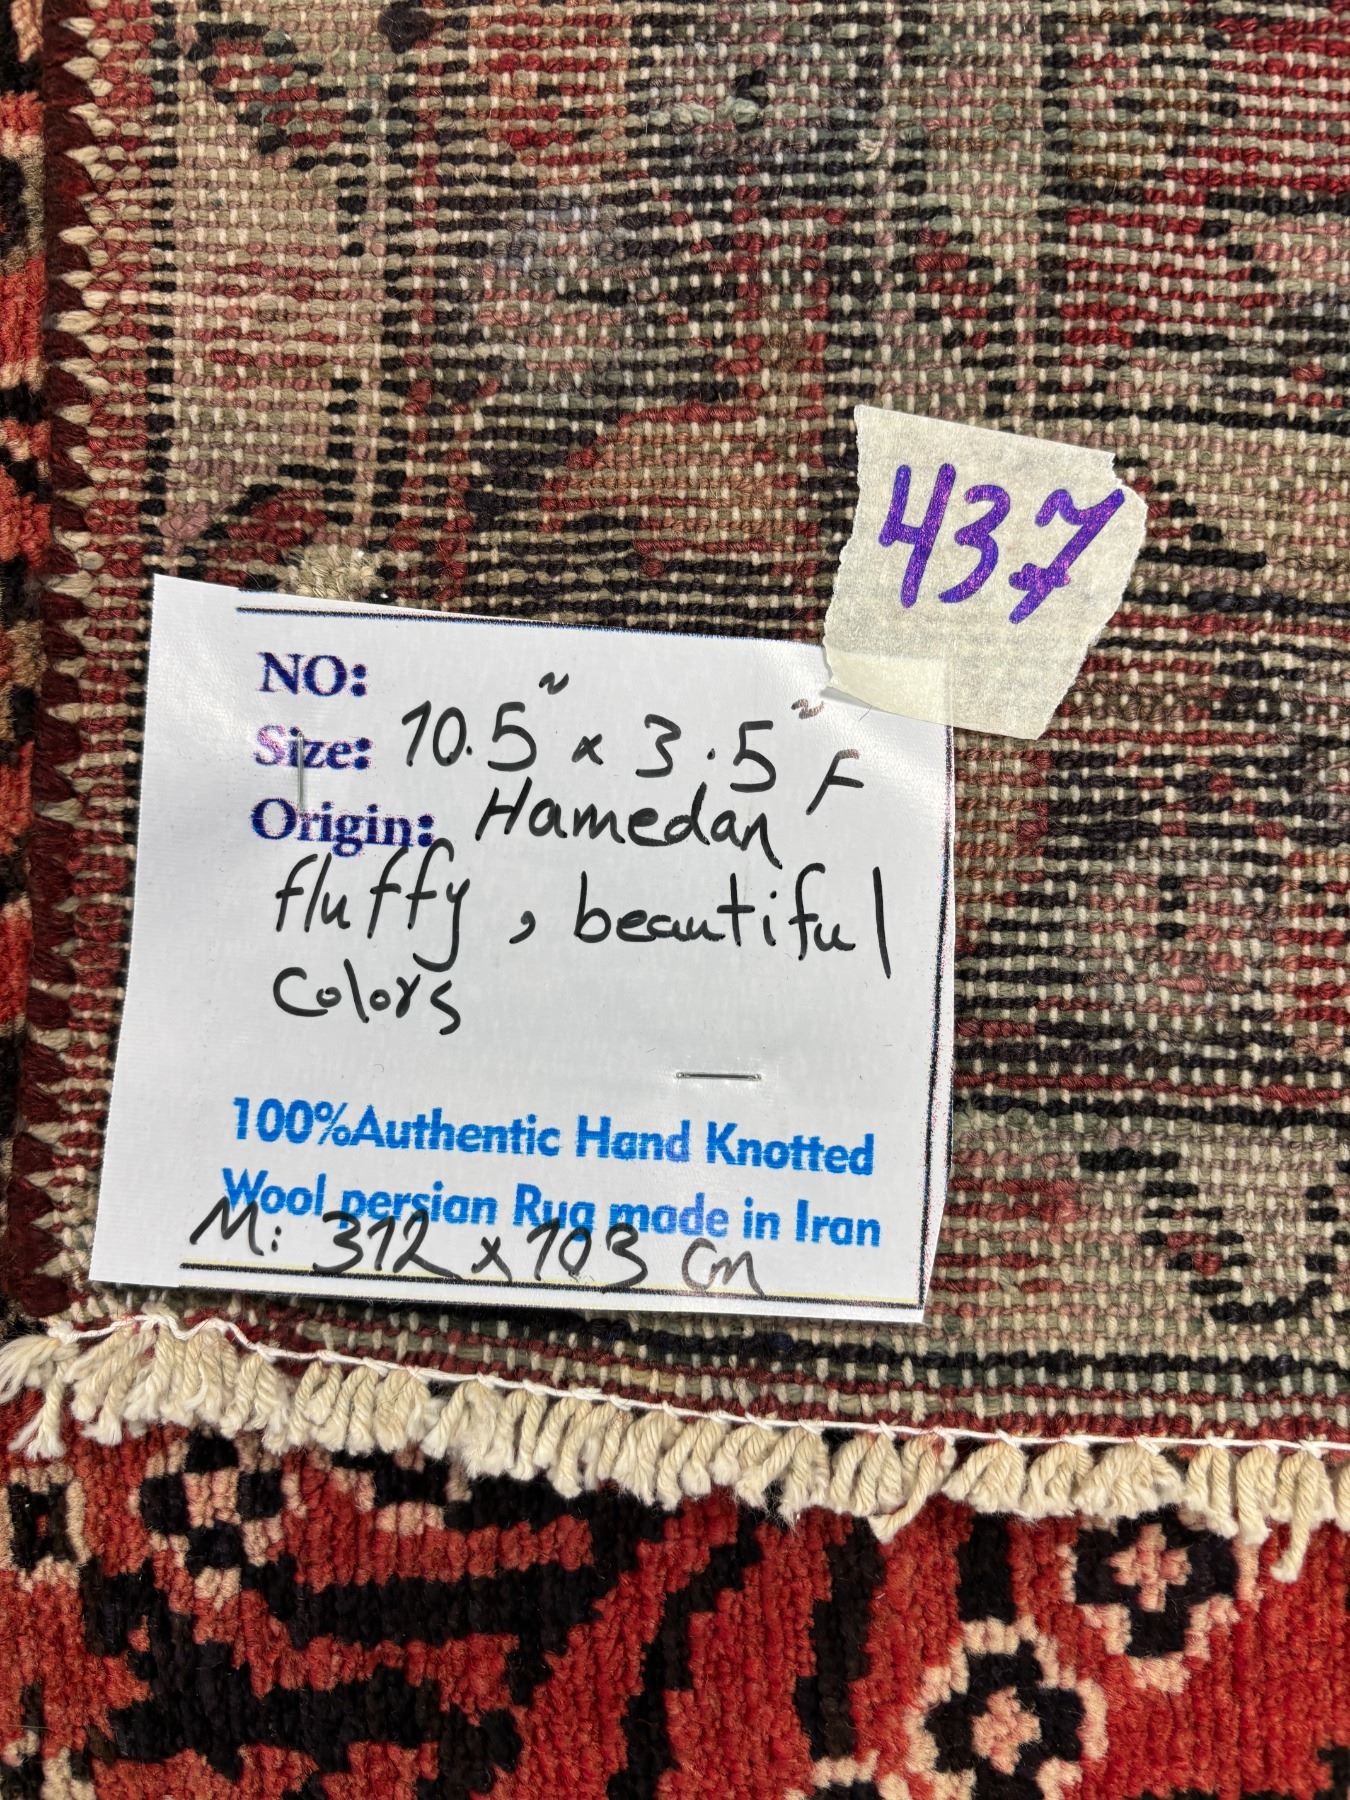 437
NO:
Size: 10.5" x 3.5" F
Origin: Hamedan
fluffy, beautiful
Colors
100%Authentic Hand Knotted
Wool persian Rug made in Iran
M: 312 x 103 cm